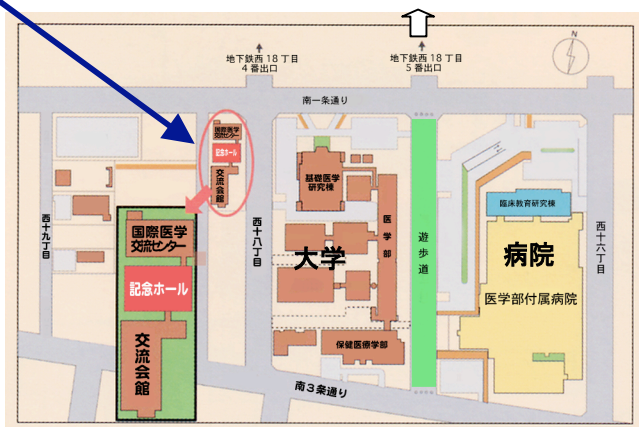 地下鉄西18丁目
4番出口
地下鉄西18丁目
5番出口
N
南一条通り
国際医学
交流センター
記念ホール
交流会館
基礎医学
研究棟
医学部
大学
保健医療学部
遊歩道
臨床教育研究棟
病院
医学部付属病院
西十九丁目
西十八丁目
西十六丁目
国際医学
交流センター
記念ホール
交流会館
南3条通り